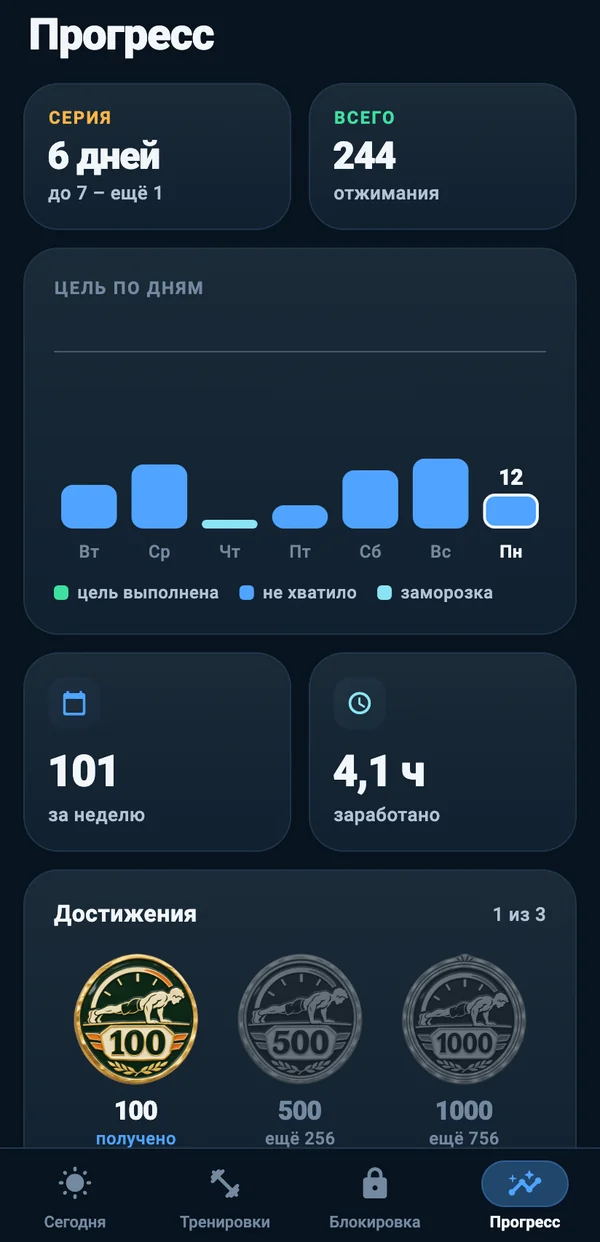 Прогресс
СЕРИЯ
6 дней
до 7 – ещё 1
ВСЕГО
244
отжимания
ЦЕЛЬ ПО ДНЯМ
12
Вт Ср Чт Пт Сб Вс Пн
цель выполнена не хватило заморозка
101
за неделю
4,1 ч
заработано
Достижения 1 из 3
100 500 1000
100 500 1000
получено ещё 256 ещё 756
Сегодня Тренировки Блокировка Прогресс